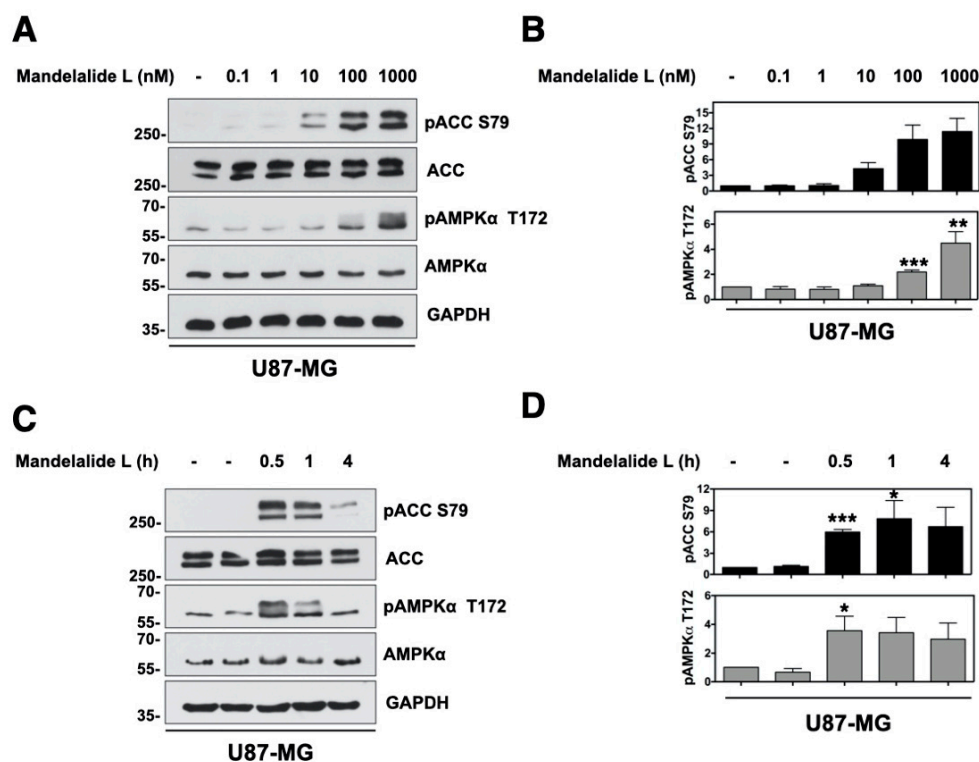 A
Mandelalide L (nM) - 0.1 1 10 100 1000
250-
pACC S79
250-
ACC
70-
55-
pAMPKα T172
70-
55-
AMPKα
35-
GAPDH
U87-MG
B
Mandelalide L (nM) - 0.1 1 10 100 1000
pACC S79
15
12
9
6
3
0
pAMPKα T172
6
4
2
0
*** **
U87-MG
C
Mandelalide L (h) - - 0.5 1 4
250-
pACC S79
250-
ACC
70-
55-
pAMPKα T172
70-
55-
AMPKα
35-
GAPDH
U87-MG
D
Mandelalide L (h) - - 0.5 1 4
pACC S79
12
9
6
3
0
*** *
pAMPKα T172
6
4
2
0
*
U87-MG